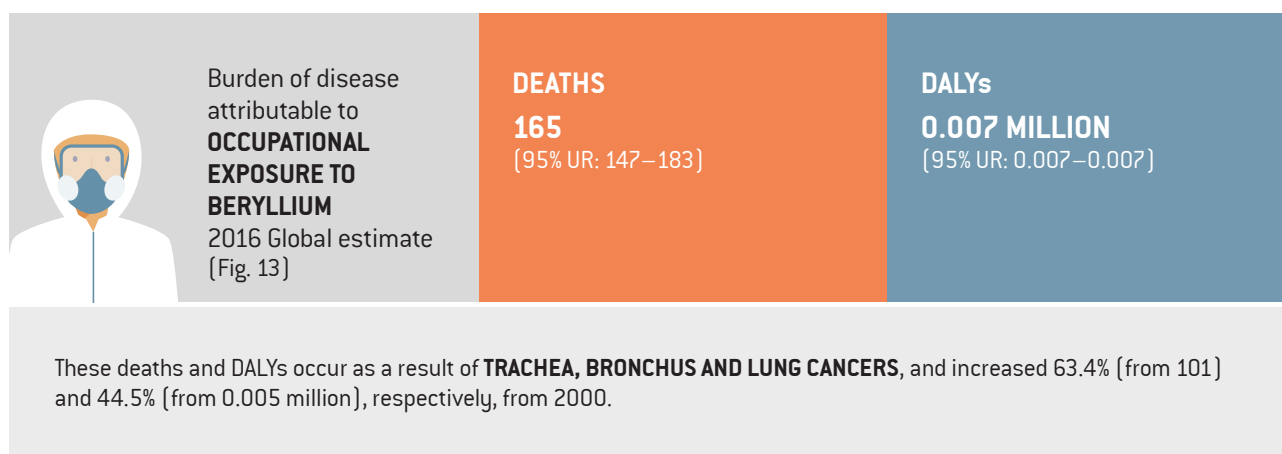 Burden of disease
attributable to
OCCUPATIONAL
EXPOSURE TO
BERYLLIUM
2016 Global estimate
(Fig. 13)
DEATHS
165
(95% UR: 147–183)
DALYs
0.007 MILLION
(95% UR: 0.007–0.007)
These deaths and DALYs occur as a result of TRACHEA, BRONCHUS AND LUNG CANCERS, and increased 63.4% (from 101)
and 44.5% (from 0.005 million), respectively, from 2000.